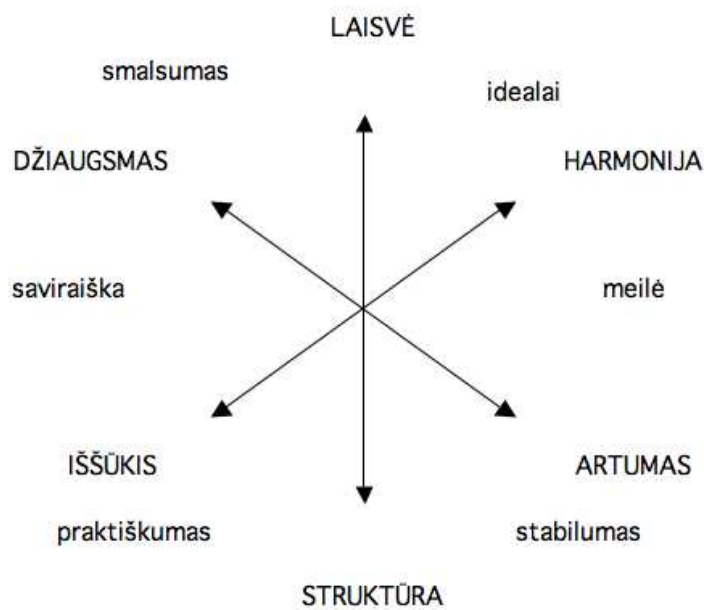 LAISVĖ
smalsumas
idealai
DŽIAUGSMAS
HARMONIJA
saviraiška
meilė
IŠŠŪKIS
ARTUMAS
praktiškumas
stabilumas
STRUKTŪRA